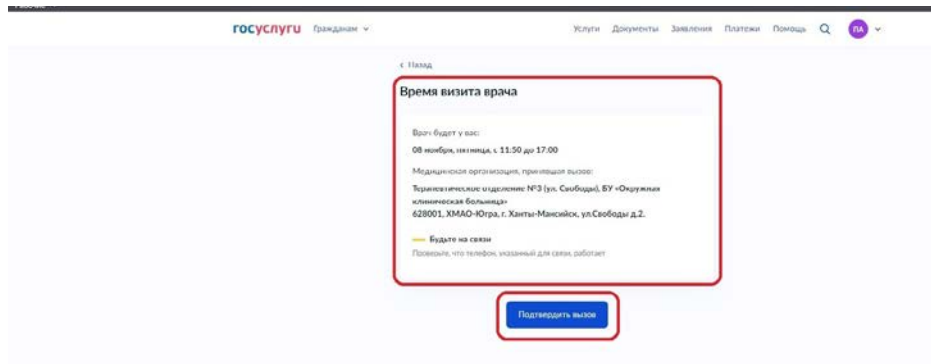 госуслуги Гражданам
Услуги Документы Заявления Платежи Помощь ПА
Назад
Время визита врача
Врач будет у вас:
08 ноября, пятница, с 11:50 до 17:00
Медицинская организация, принявшая вызов:
Терапевтическое отделение №3 (ул. Свободы), БУ «Окружная
клиническая больница»
628001, ХМАО-Югра, г. Ханты-Мансийск, ул.Свободы д.2.
Будьте на связи
Проверьте, что телефон, указанный для связи, работает
Подтвердить вызов